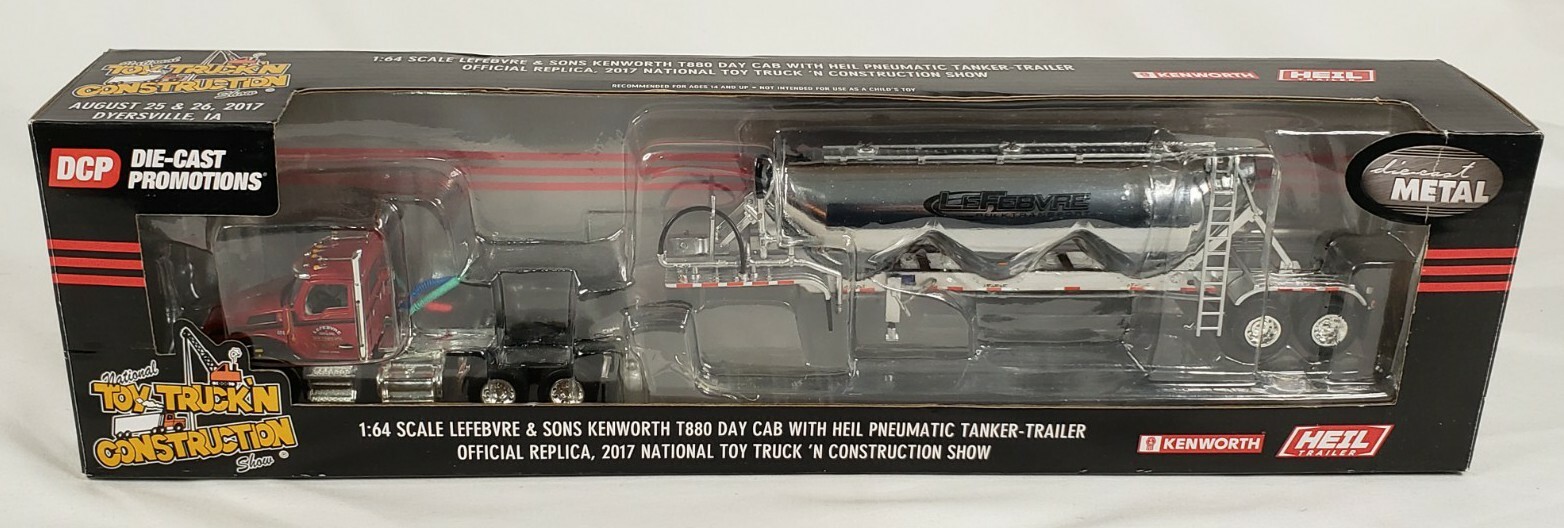 National
TOY TRUCK'N
CONSTRUCTION
Show ®
AUGUST 25 & 26, 2017
DYERSVILLE, IA
1:64 SCALE LEFEBVRE & SONS KENWORTH T880 DAY CAB WITH HEIL PNEUMATIC TANKER-TRAILER
OFFICIAL REPLICA, 2017 NATIONAL TOY TRUCK 'N CONSTRUCTION SHOW
RECOMMENDED FOR AGES 14 AND UP – NOT INTENDED FOR USE AS A CHILD'S TOY
KENWORTH
HEIL
TRAILER
DCP DIE-CAST
PROMOTIONS®
die-cast
METAL
LEFEBVRE
LEFEBVRE
National
TOY TRUCK'N
CONSTRUCTION
Show ®
1:64 SCALE LEFEBVRE & SONS KENWORTH T880 DAY CAB WITH HEIL PNEUMATIC TANKER-TRAILER
OFFICIAL REPLICA, 2017 NATIONAL TOY TRUCK 'N CONSTRUCTION SHOW
KENWORTH
HEIL
TRAILER